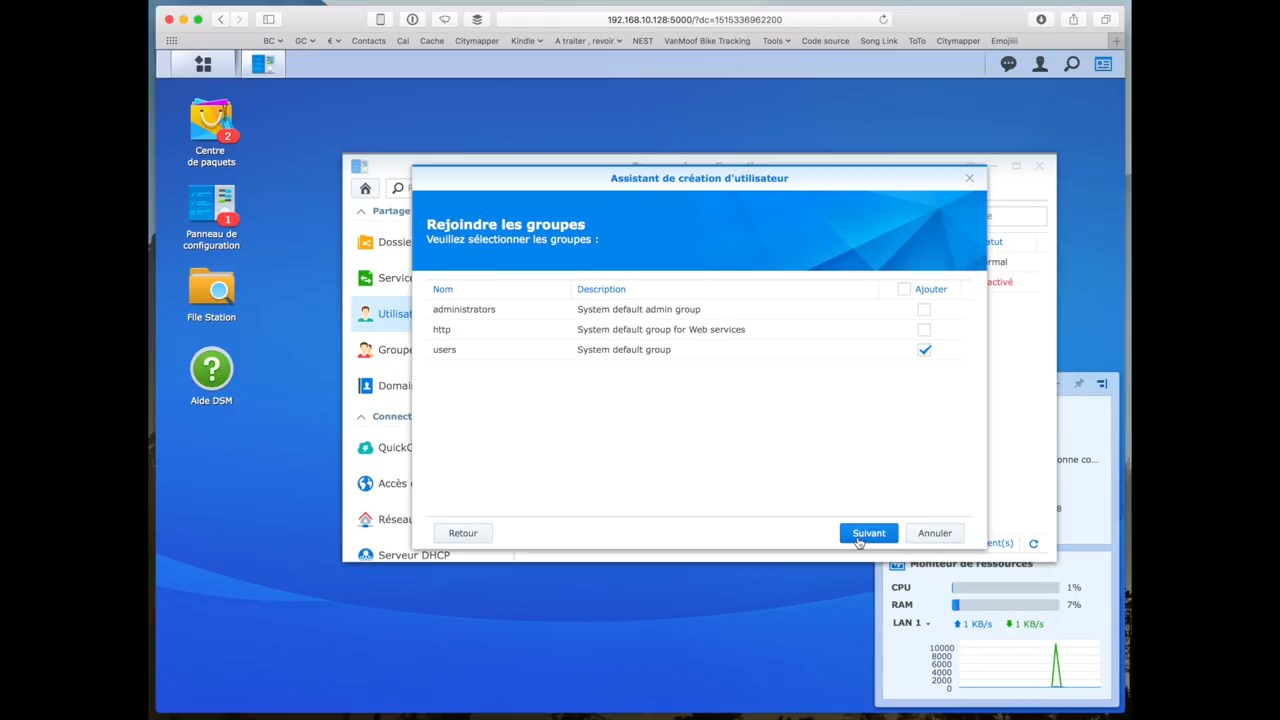 192.168.10.128:5000/?dc=1515336962200
BC GC € Contacts Cal Cache Citymapper Kindle A traiter , revoir NEST VanMoof Bike Tracking Tools Code source Song Link ToTo Citymapper Emojiiii
2
Centre
de paquets
1
Panneau de
configuration
File Station
?
Aide DSM
Partage
Dossie
Service
Utilisat
Groupe
Domai
Connect
QuickC
Accès
Réseau
Serveur DHCP
Assistant de création d'utilisateur
Rejoindre les groupes
Veuillez sélectionner les groupes :
Nom Description Ajouter
administrators System default admin group
http System default group for Web services
users System default group
Retour Suivant Annuler
atut
rmal
activé
ent(s)
onne co...
8
Moniteur de ressources
CPU 1%
RAM 7%
LAN 1 1 KB/s 1 KB/s
10000
8000
6000
4000
2000
0